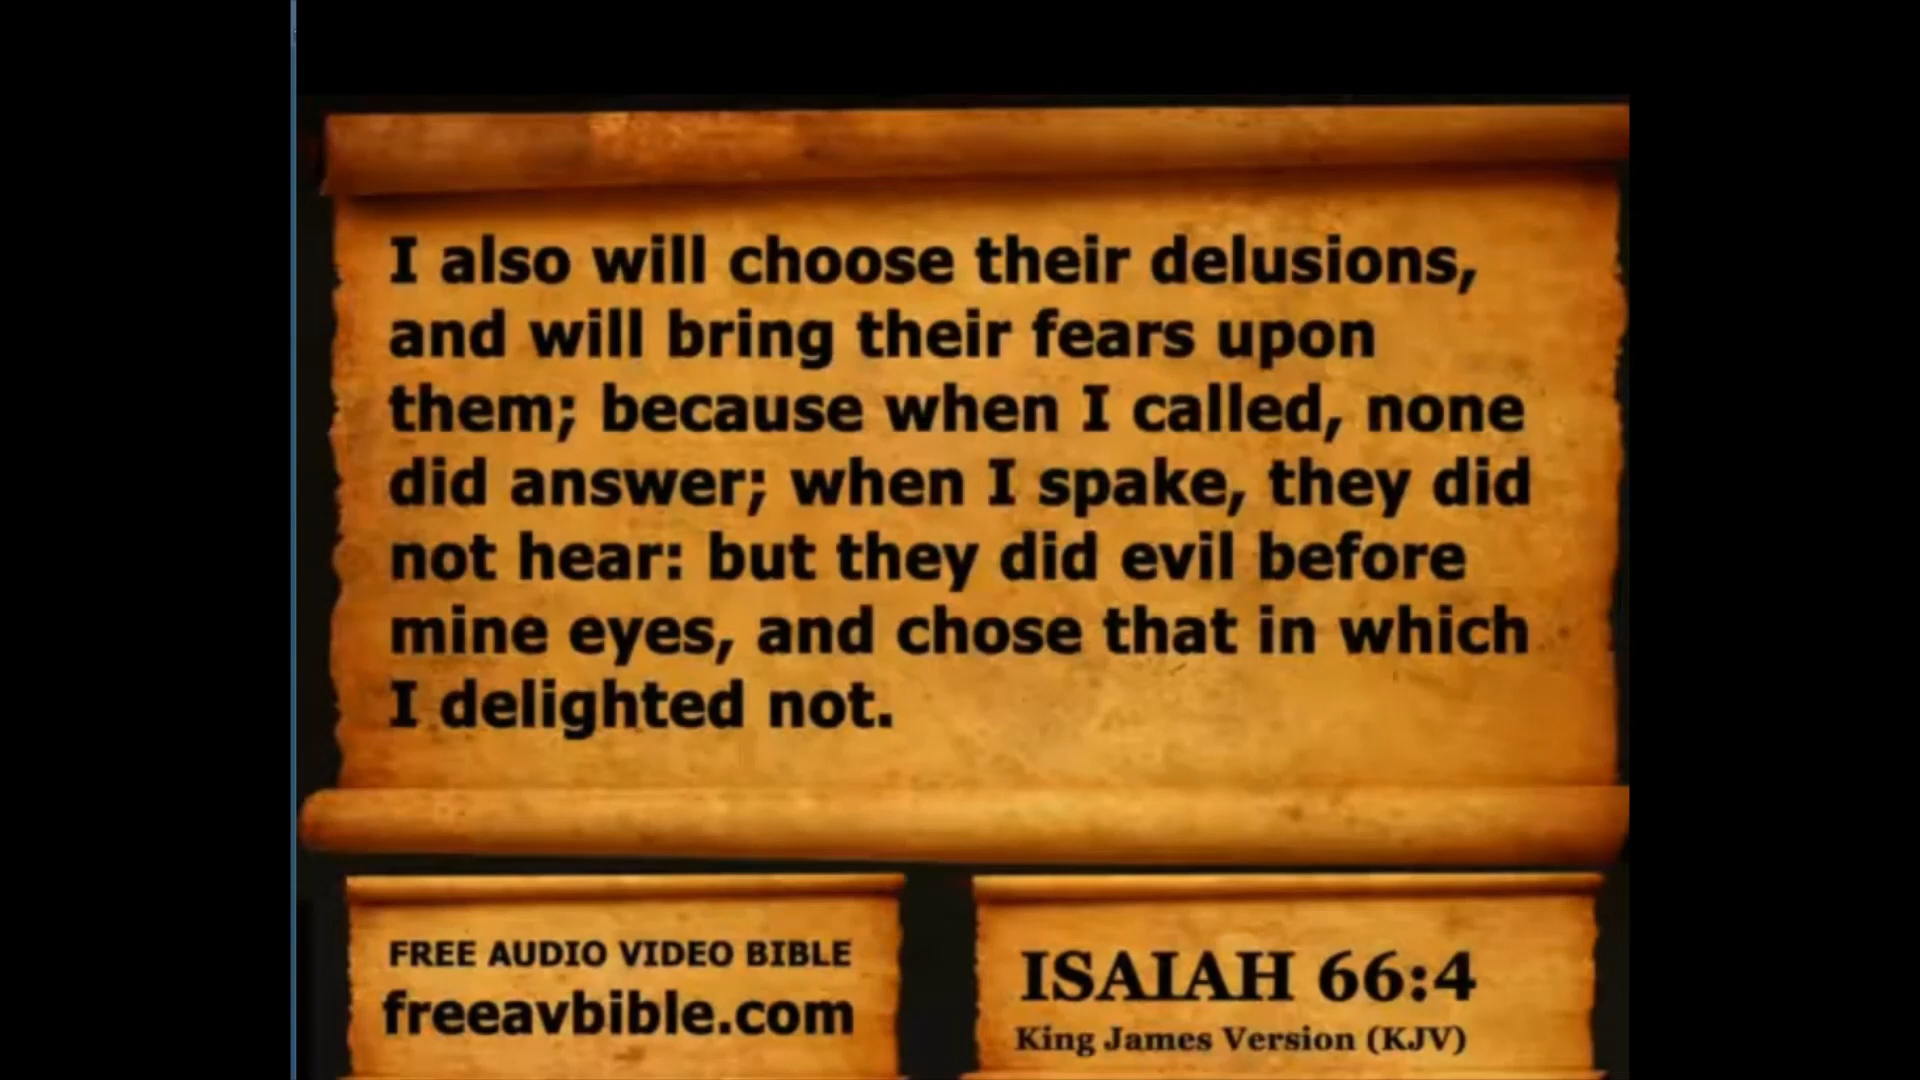 I also will choose their delusions,
and will bring their fears upon
them; because when I called, none
did answer; when I spake, they did
not hear: but they did evil before
mine eyes, and chose that in which
I delighted not.
FREE AUDIO VIDEO BIBLE
freeavbible.com
ISAIAH 66:4
King James Version (KJV)